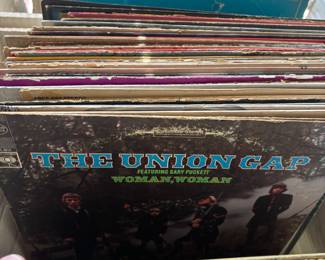 THE UNION GAP
FEATURING GARY PUCKETT
WOMAN, WOMAN